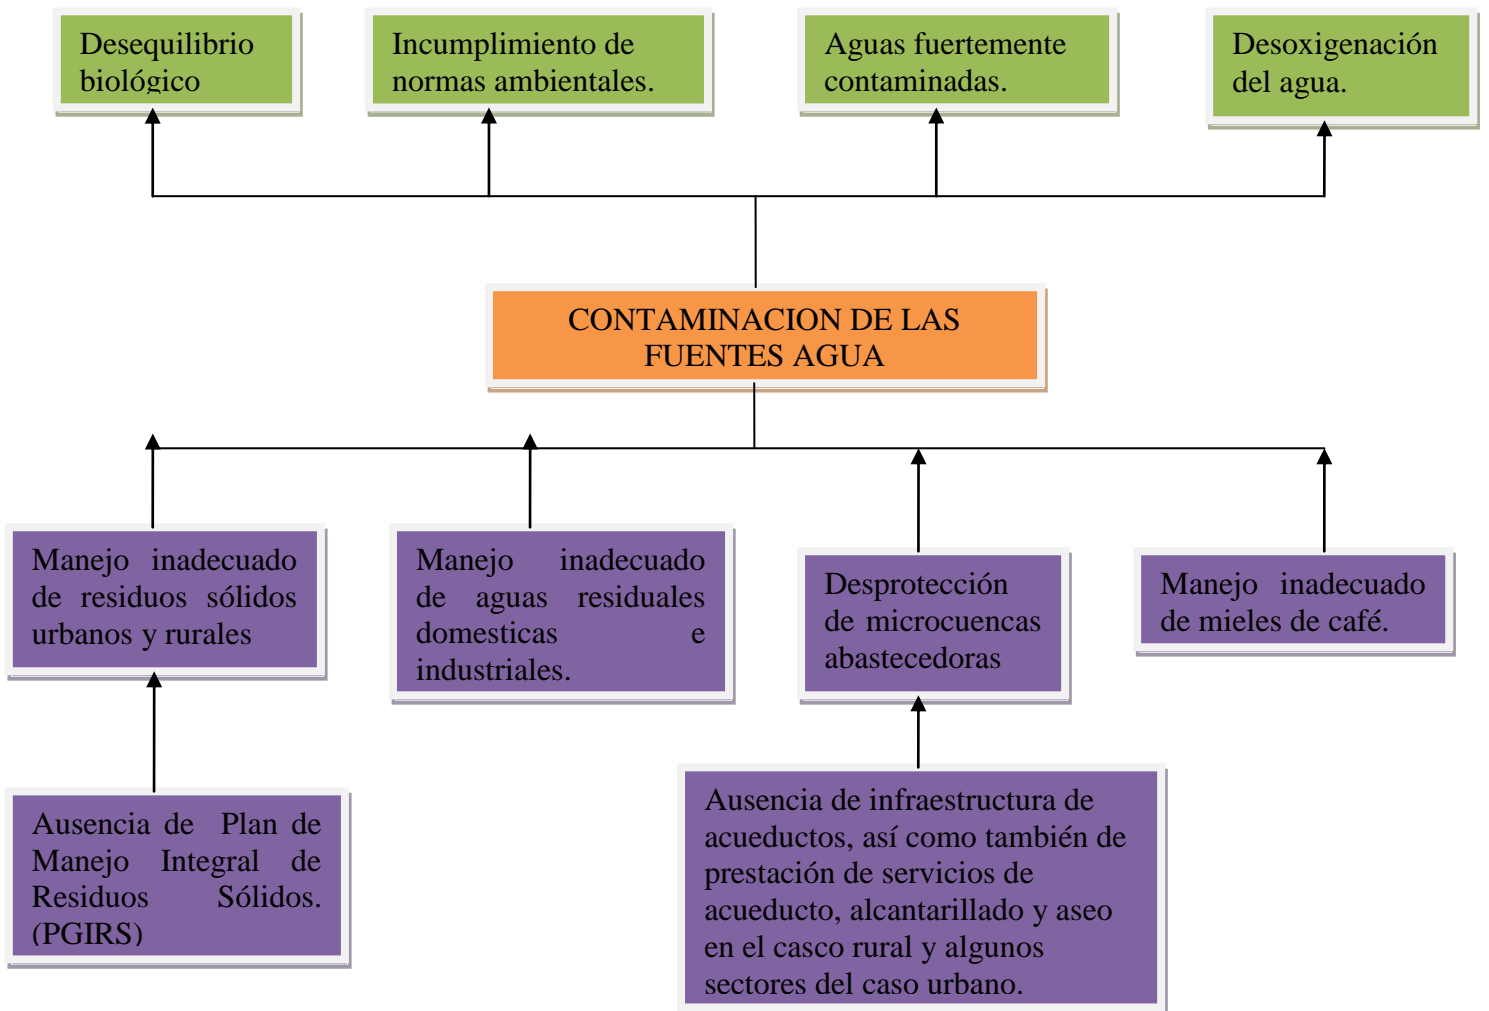 Desequilibrio
biológico
Incumplimiento de
normas ambientales.
Aguas fuertemente
contaminadas.
Desoxigenación
del agua.
CONTAMINACION DE LAS
FUENTES AGUA
Manejo inadecuado
de residuos sólidos
urbanos y rurales
Manejo inadecuado
de aguas residuales
domesticas e
industriales.
Desprotección
de microcuencas
abastecedoras
Manejo inadecuado
de mieles de café.
Ausencia de Plan de
Manejo Integral de
Residuos Sólidos.
(PGIRS)
Ausencia de infraestructura de
acueductos, así como también de
prestación de servicios de
acueducto, alcantarillado y aseo
en el casco rural y algunos
sectores del caso urbano.